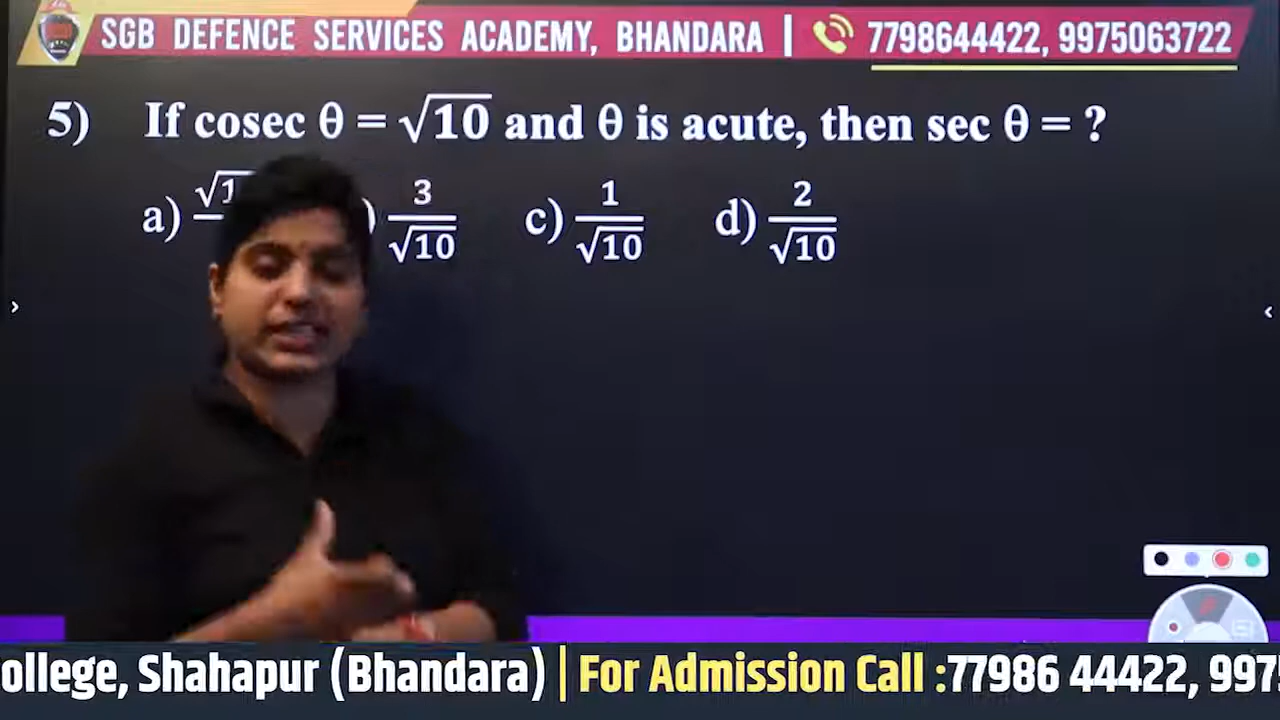 SGB DEFENCE SERVICES ACADEMY, BHANDARA | 7798644422, 9975063722
5) If cosec θ = √10 and θ is acute, then sec θ = ?
a) b) 3/√10 c) 1/√10 d) 2/√10
ollege, Shahapur (Bhandara) | For Admission Call :77986 44422, 997